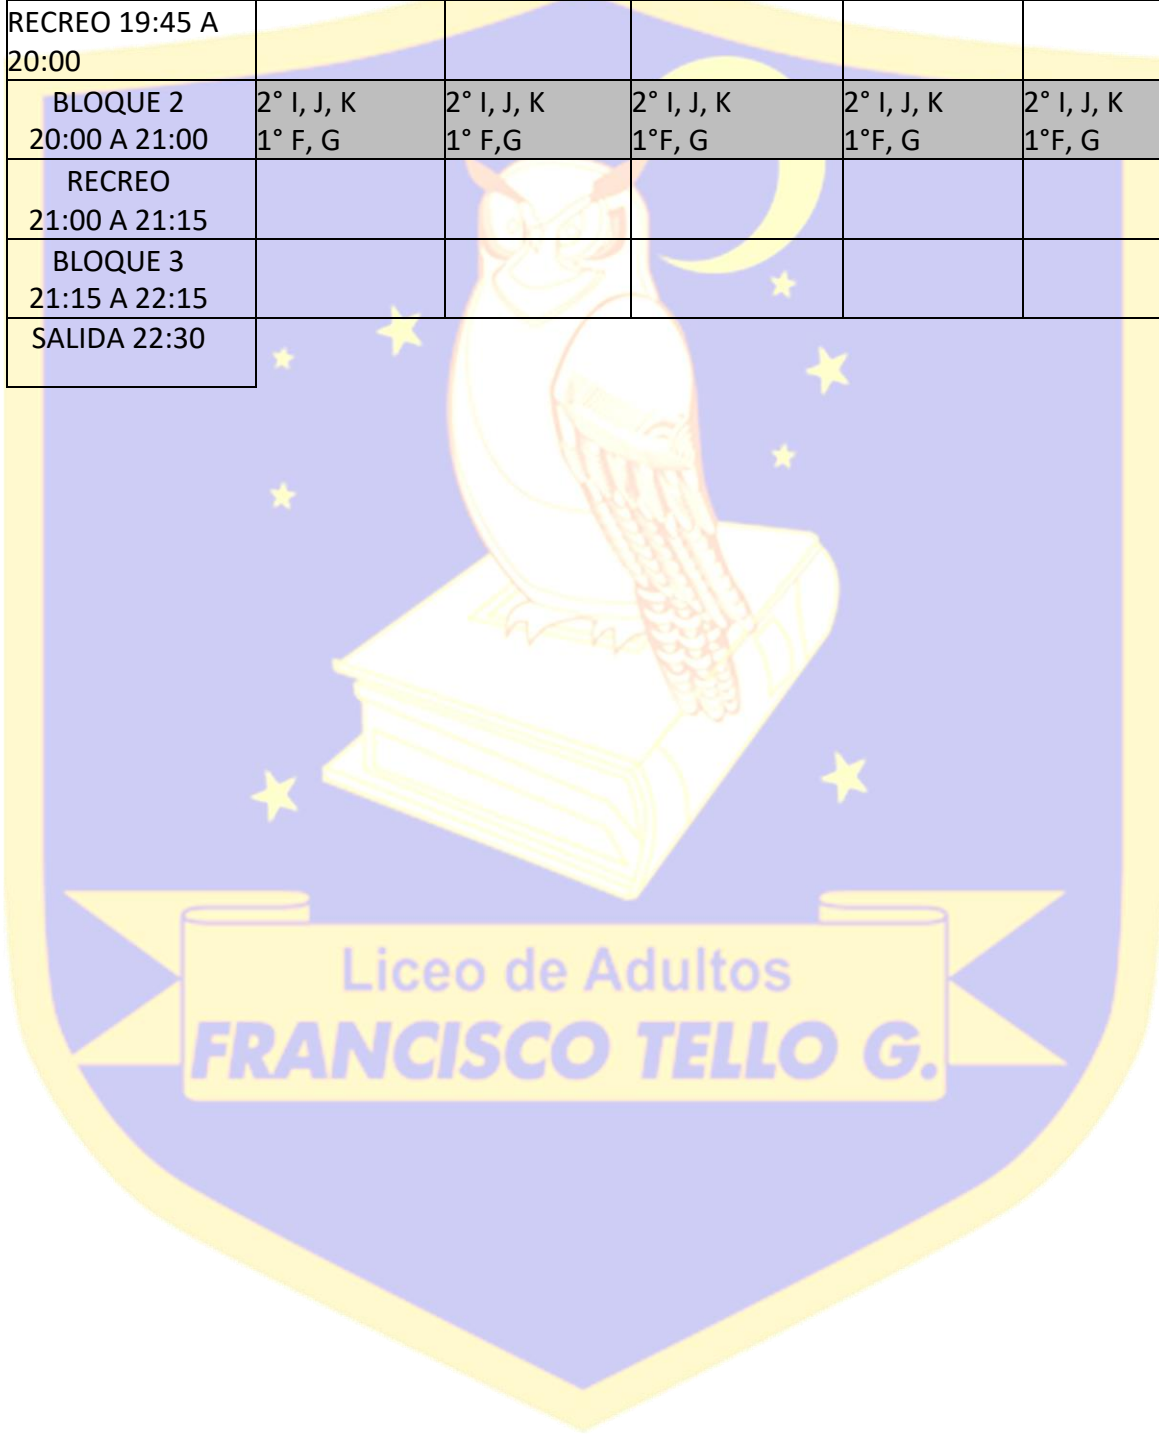 RECREO 19:45 A
20:00
BLOQUE 2
20:00 A 21:00
2° I, J, K
1° F, G
2° I, J, K
1° F,G
2° I, J, K
1°F, G
2° I, J, K
1°F, G
2° I, J, K
1°F, G
RECREO
21:00 A 21:15
BLOQUE 3
21:15 A 22:15
SALIDA 22:30
Liceo de Adultos
FRANCISCO TELLO G.